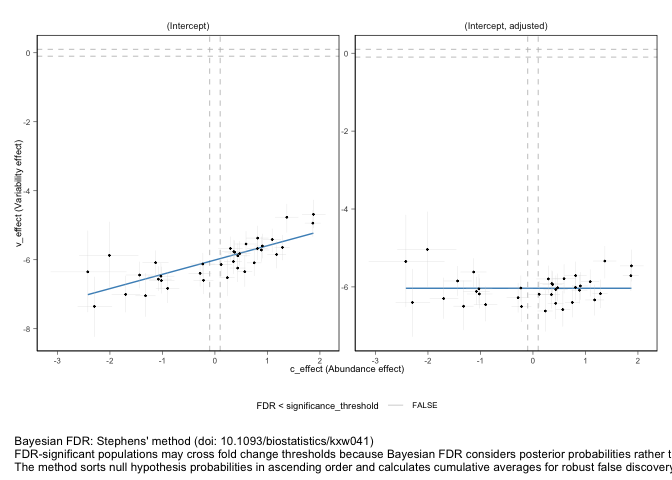 (Intercept)
(Intercept, adjusted)
v_effect (Variability effect)
0
-2
-4
-6
-8
0
-2
-4
-6
-3
-2
-1
0
1
2
-3
-2
-1
0
1
2
c_effect (Abundance effect)
FDR < significance_threshold
FALSE
Bayesian FDR: Stephens' method (doi: 10.1093/biostatistics/kxw041)
FDR-significant populations may cross fold change thresholds because Bayesian FDR considers posterior probabilities rather t
The method sorts null hypothesis probabilities in ascending order and calculates cumulative averages for robust false discovery